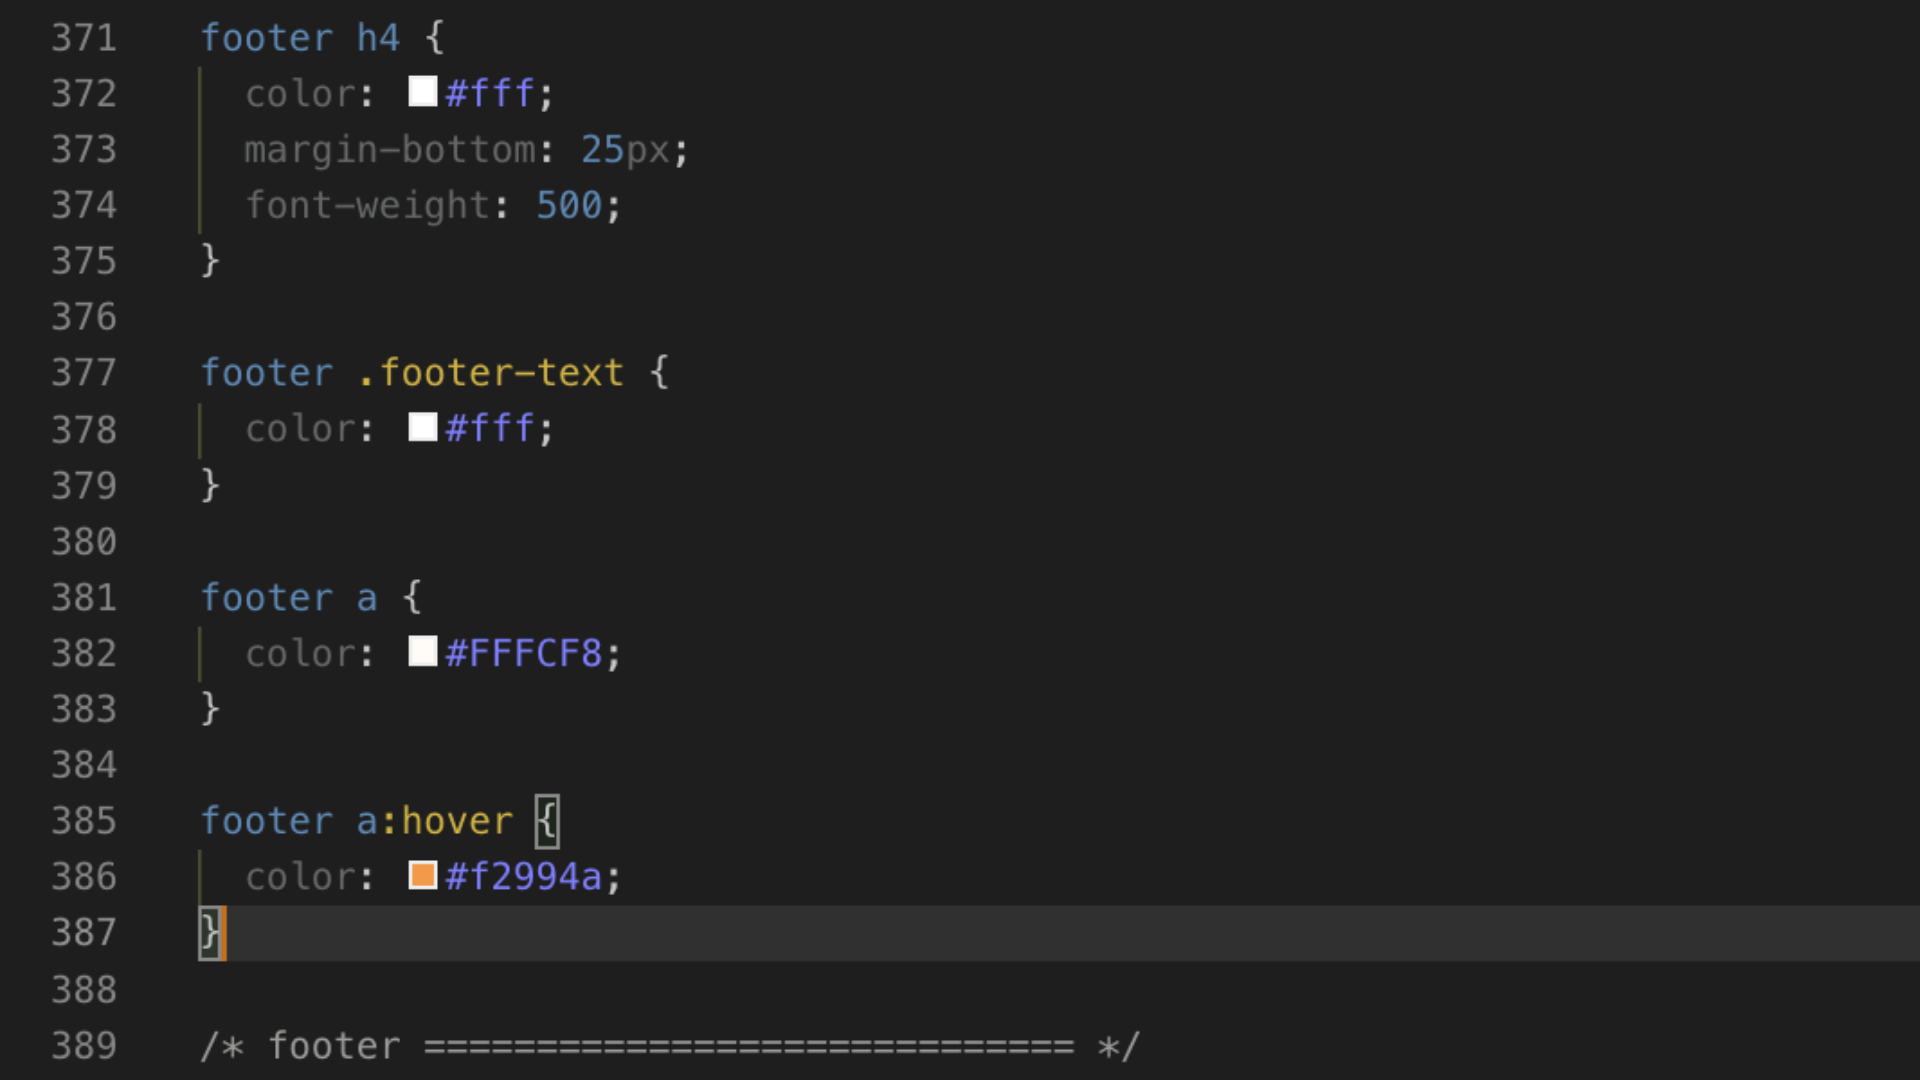 371 footer h4 {
372 color: #fff;
373 margin-bottom: 25px;
374 font-weight: 500;
375 }
376
377 footer .footer-text {
378 color: #fff;
379 }
380
381 footer a {
382 color: #FFFCF8;
383 }
384
385 footer a:hover {
386 color: #f2994a;
387 }
388
389 /* footer ============================= */